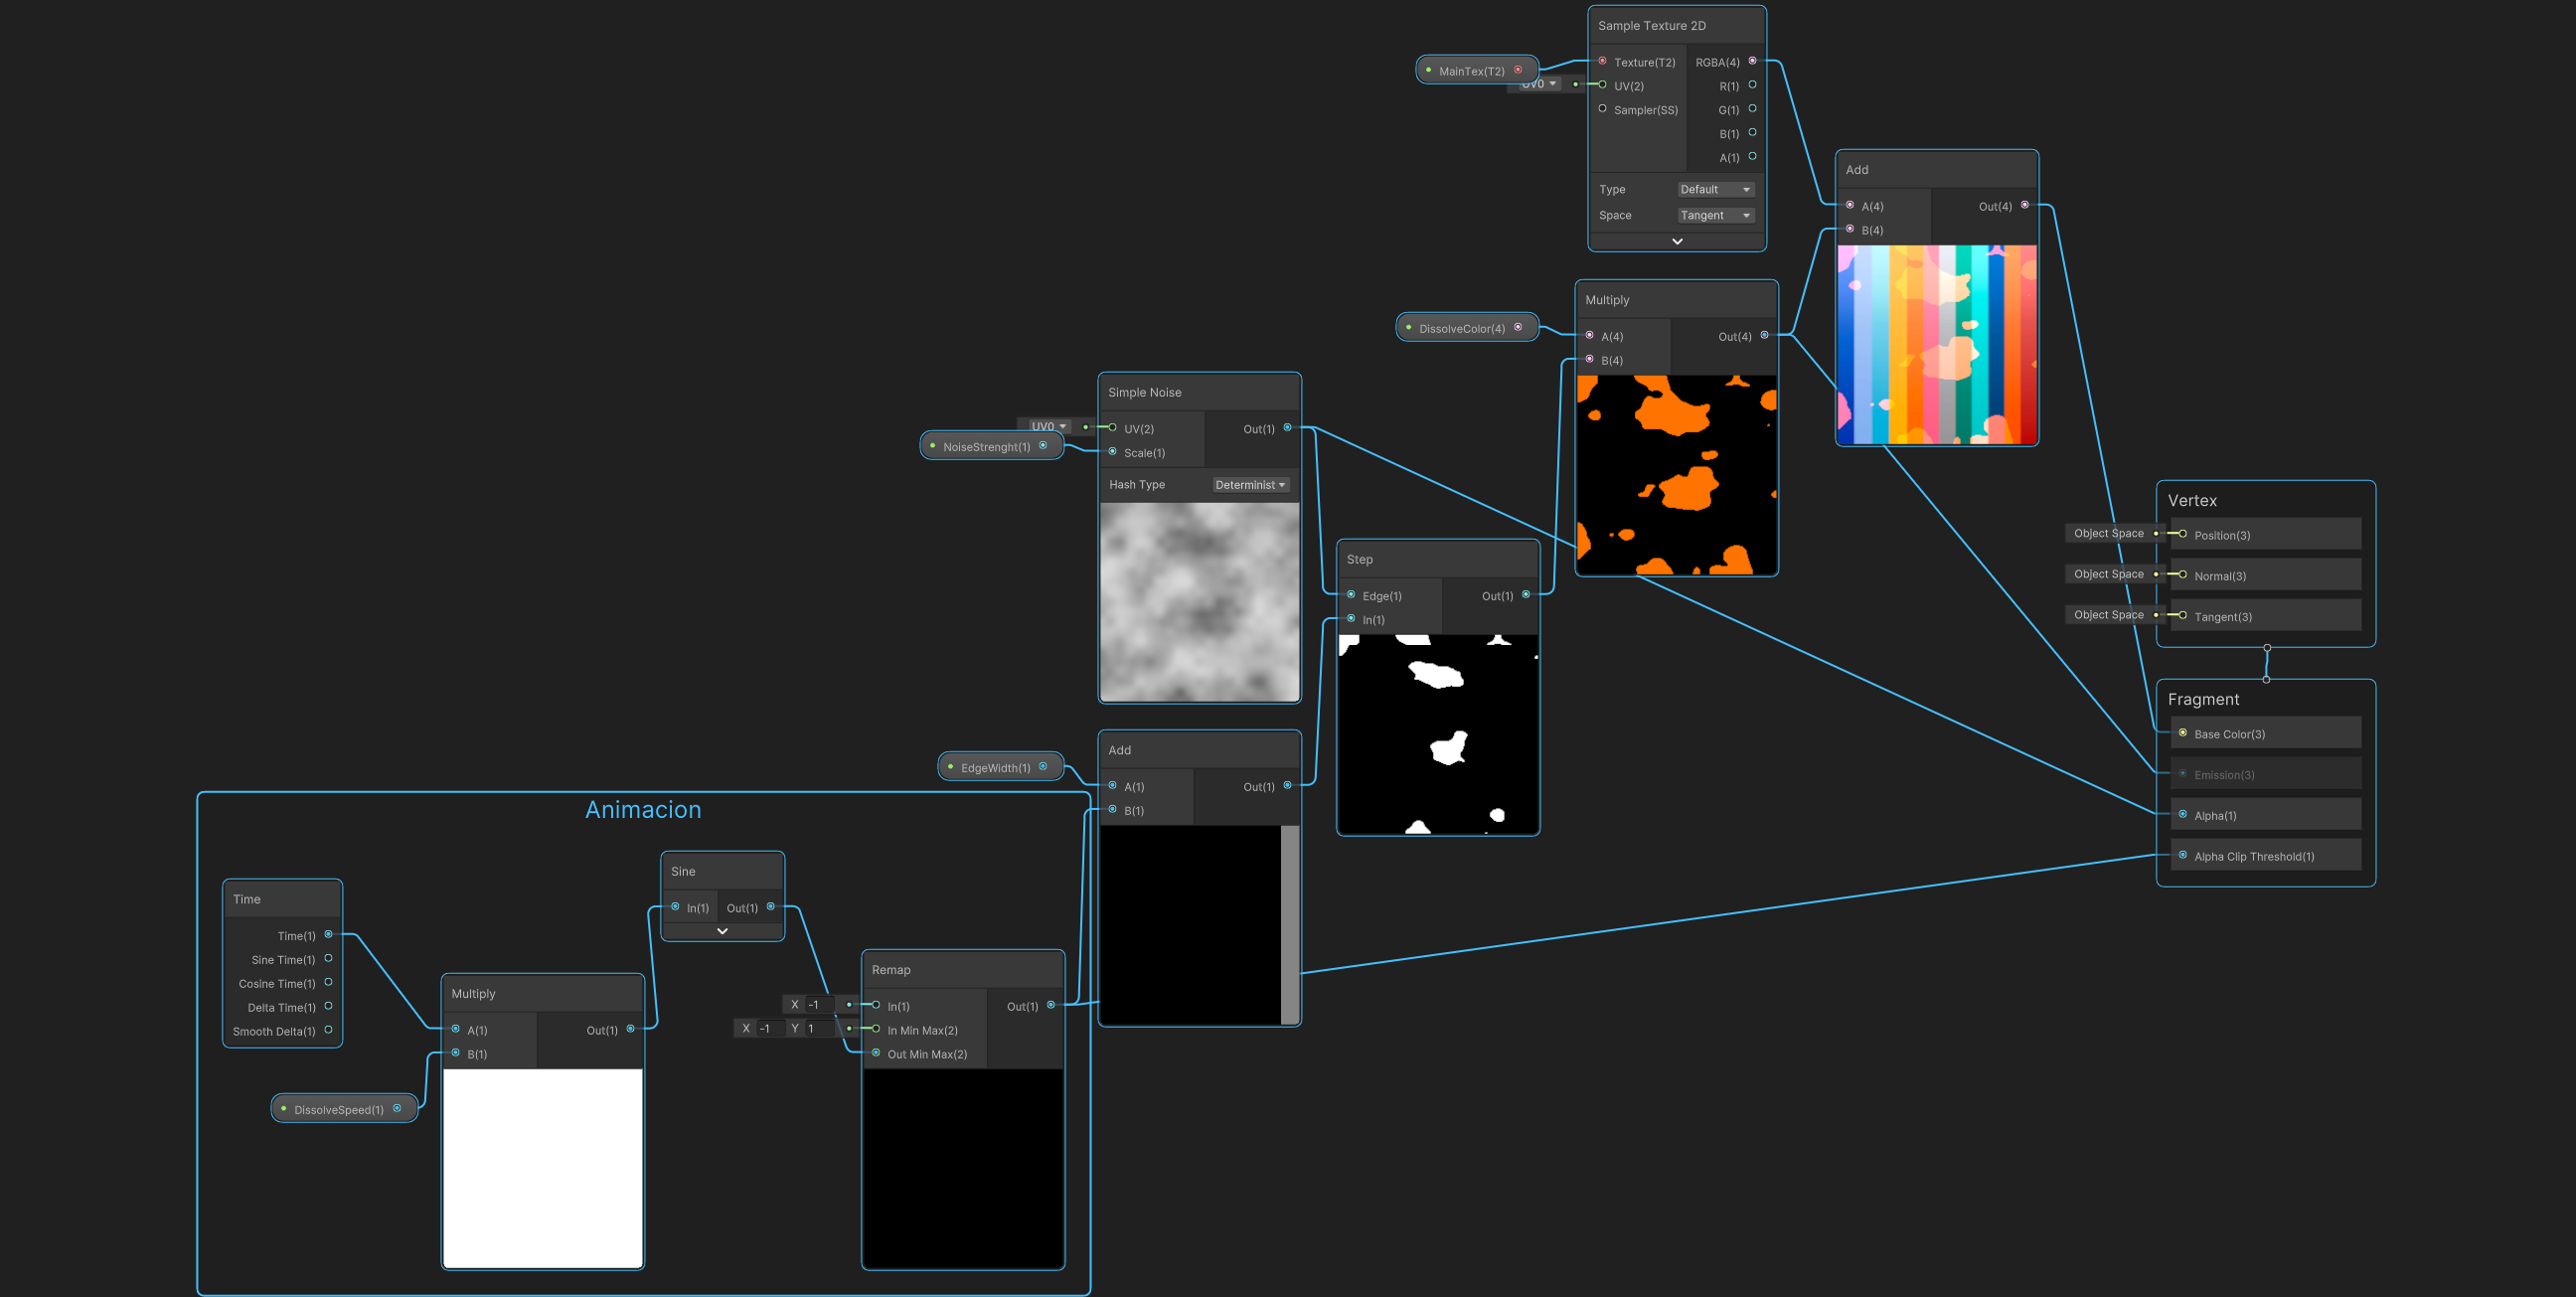 Sample Texture 2D
MainTex(T2)
Texture(T2)
RGBA(4)
UV0
UV(2)
R(1)
Sampler(SS)
G(1)
B(1)
A(1)
Type
Default
Space
Tangent
Add
A(4)
Out(4)
B(4)
Multiply
DissolveColor(4)
A(4)
Out(4)
B(4)
Simple Noise
UV0
UV(2)
Out(1)
NoiseStrenght(1)
Scale(1)
Hash Type
Determinist
Step
Edge(1)
Out(1)
In(1)
Vertex
Object Space
Position(3)
Object Space
Normal(3)
Object Space
Tangent(3)
Fragment
Base Color(3)
Emission(3)
Alpha(1)
Alpha Clip Threshold(1)
Add
EdgeWidth(1)
A(1)
Out(1)
B(1)
Animacion
Time
Time(1)
Sine Time(1)
Cosine Time(1)
Delta Time(1)
Smooth Delta(1)
DissolveSpeed(1)
Multiply
A(1)
Out(1)
B(1)
Sine
In(1)
Out(1)
Remap
X -1
In(1)
Out(1)
X -1 Y 1
In Min Max(2)
Out Min Max(2)